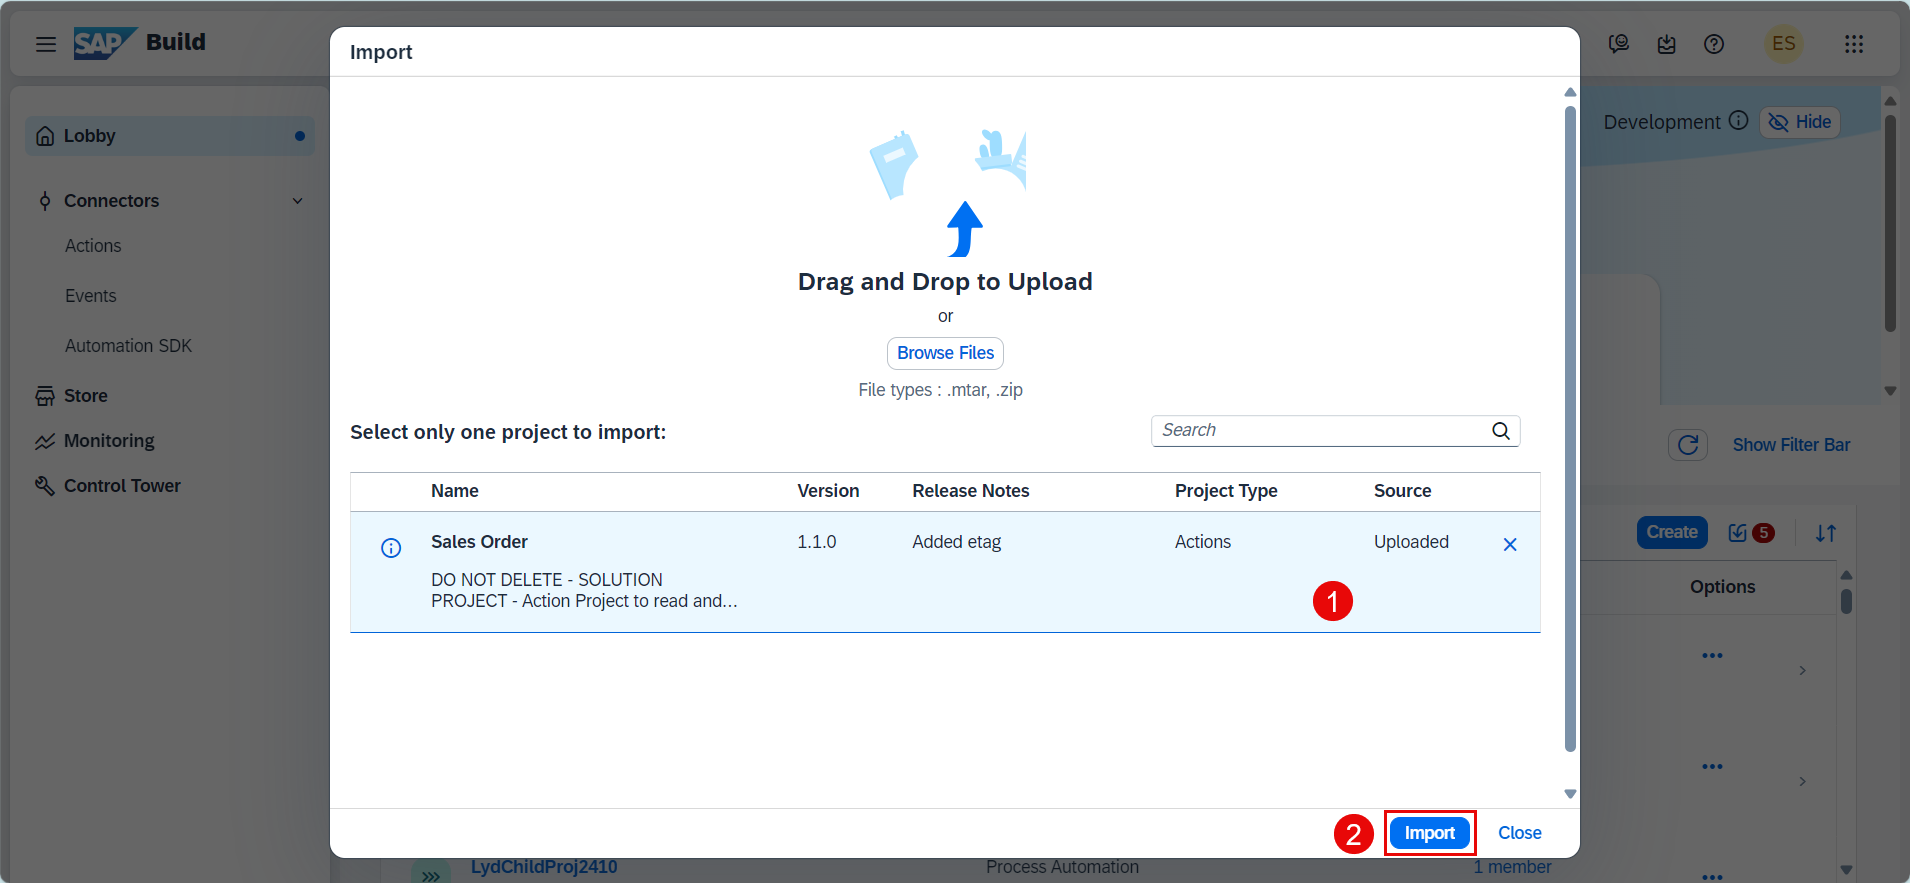 SAP Build
ES
Import
Lobby
Connectors
Actions
Events
Automation SDK
Store
Monitoring
Control Tower
Development
Hide
Drag and Drop to Upload
or
Browse Files
File types : .mtar, .zip
Select only one project to import:
Search
Show Filter Bar
Name Version Release Notes Project Type Source
Sales Order 1.1.0 Added etag Actions Uploaded
DO NOT DELETE - SOLUTION
PROJECT - Action Project to read and...
1
Create
5
Options
2
Import
Close
LydChildProj2410 Process Automation 1 member